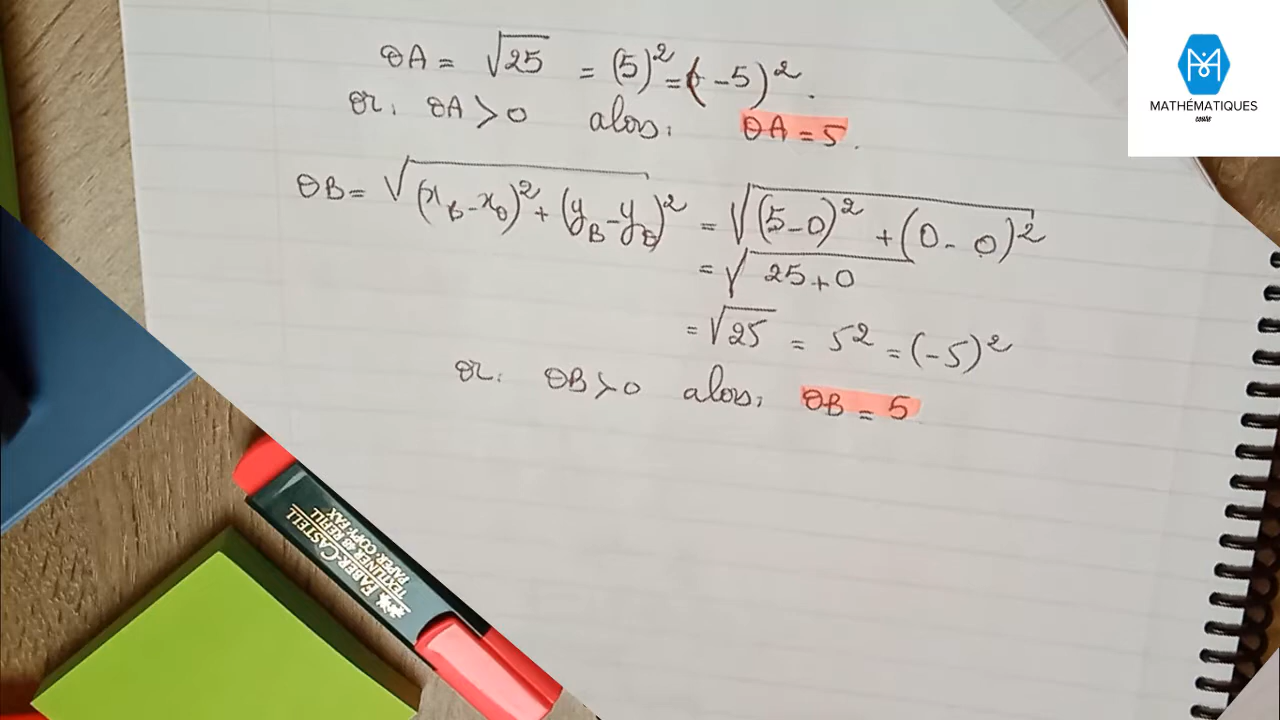 OA = √25 = (5)² = (-5)².
or: OA > 0 alors: OA = 5.
OB = √(x_B - x_O)² + (y_B - y_O)² = √(5-0)² + (0-0)²
= √25+0
= √25 = 5² = (-5)²
or: OB > 0 alors: OB = 5
MATHÉMATIQUES
cours
FABER-CASTELL
TEXTLINER 48 REFILL
PAPER·COPY·FAX